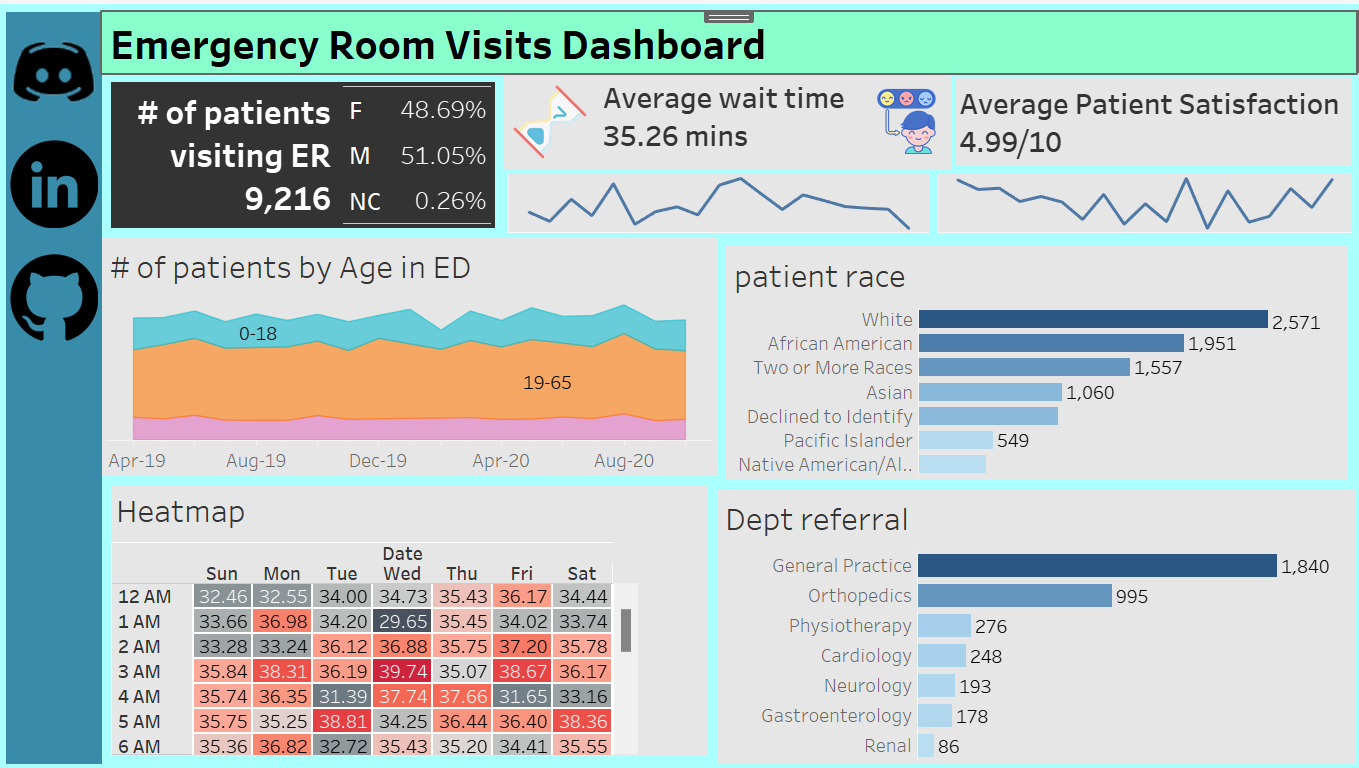 Emergency Room Visits Dashboard
in
# of patients
visiting ER
9,216
F 48.69%
M 51.05%
NC 0.26%
Average wait time
35.26 mins
Average Patient Satisfaction
4.99/10
# of patients by Age in ED
0-18
19-65
Apr-19 Aug-19 Dec-19 Apr-20 Aug-20
patient race
White 2,571
African American 1,951
Two or More Races 1,557
Asian 1,060
Declined to Identify
Pacific Islander 549
Native American/Al..
Heatmap
Date
Sun Mon Tue Wed Thu Fri Sat
12 AM 32.46 32.55 34.00 34.73 35.43 36.17 34.44
1 AM 33.66 36.98 34.20 29.65 35.45 34.02 33.74
2 AM 33.28 33.24 36.12 36.88 35.75 37.20 35.78
3 AM 35.84 38.31 36.19 39.74 35.07 38.67 36.17
4 AM 35.74 36.35 31.39 37.74 37.66 31.65 33.16
5 AM 35.75 35.25 38.81 34.25 36.44 36.40 38.36
6 AM 35.36 36.82 32.72 35.43 35.20 34.41 35.55
Dept referral
General Practice 1,840
Orthopedics 995
Physiotherapy 276
Cardiology 248
Neurology 193
Gastroenterology 178
Renal 86